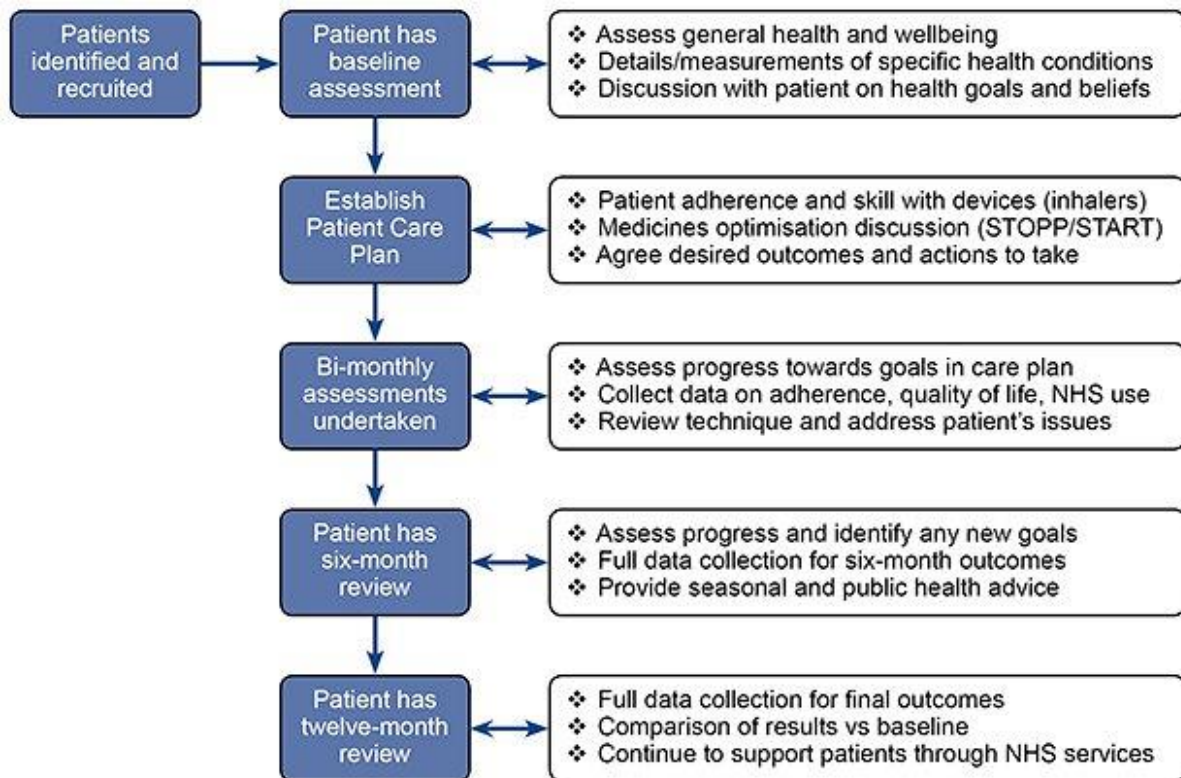 Patients
identified and
recruited
Patient has
baseline
assessment
❖ Assess general health and wellbeing
❖ Details/measurements of specific health conditions
❖ Discussion with patient on health goals and beliefs
Establish
Patient Care
Plan
❖ Patient adherence and skill with devices (inhalers)
❖ Medicines optimisation discussion (STOPP/START)
❖ Agree desired outcomes and actions to take
Bi-monthly
assessments
undertaken
❖ Assess progress towards goals in care plan
❖ Collect data on adherence, quality of life, NHS use
❖ Review technique and address patient's issues
Patient has
six-month
review
❖ Assess progress and identify any new goals
❖ Full data collection for six-month outcomes
❖ Provide seasonal and public health advice
Patient has
twelve-month
review
❖ Full data collection for final outcomes
❖ Comparison of results vs baseline
❖ Continue to support patients through NHS services